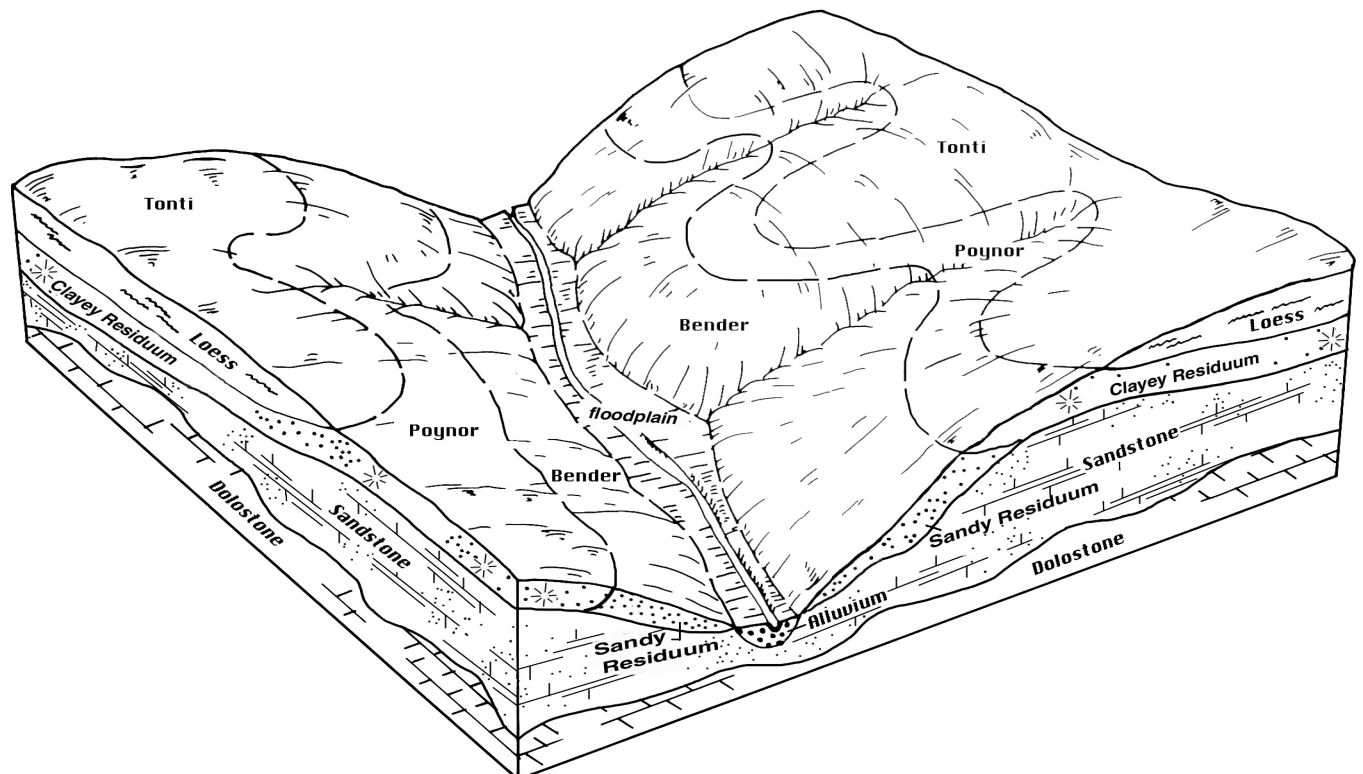 Tonti
Tonti
Poynor
Bender
Loess
Clayey Residuum
Clayey Residuum
Loess
floodplain
Poynor
Bender
Sandstone
Sandstone
Dolostone
Sandy Residuum
Dolostone
Alluvium
Sandy
Residuum